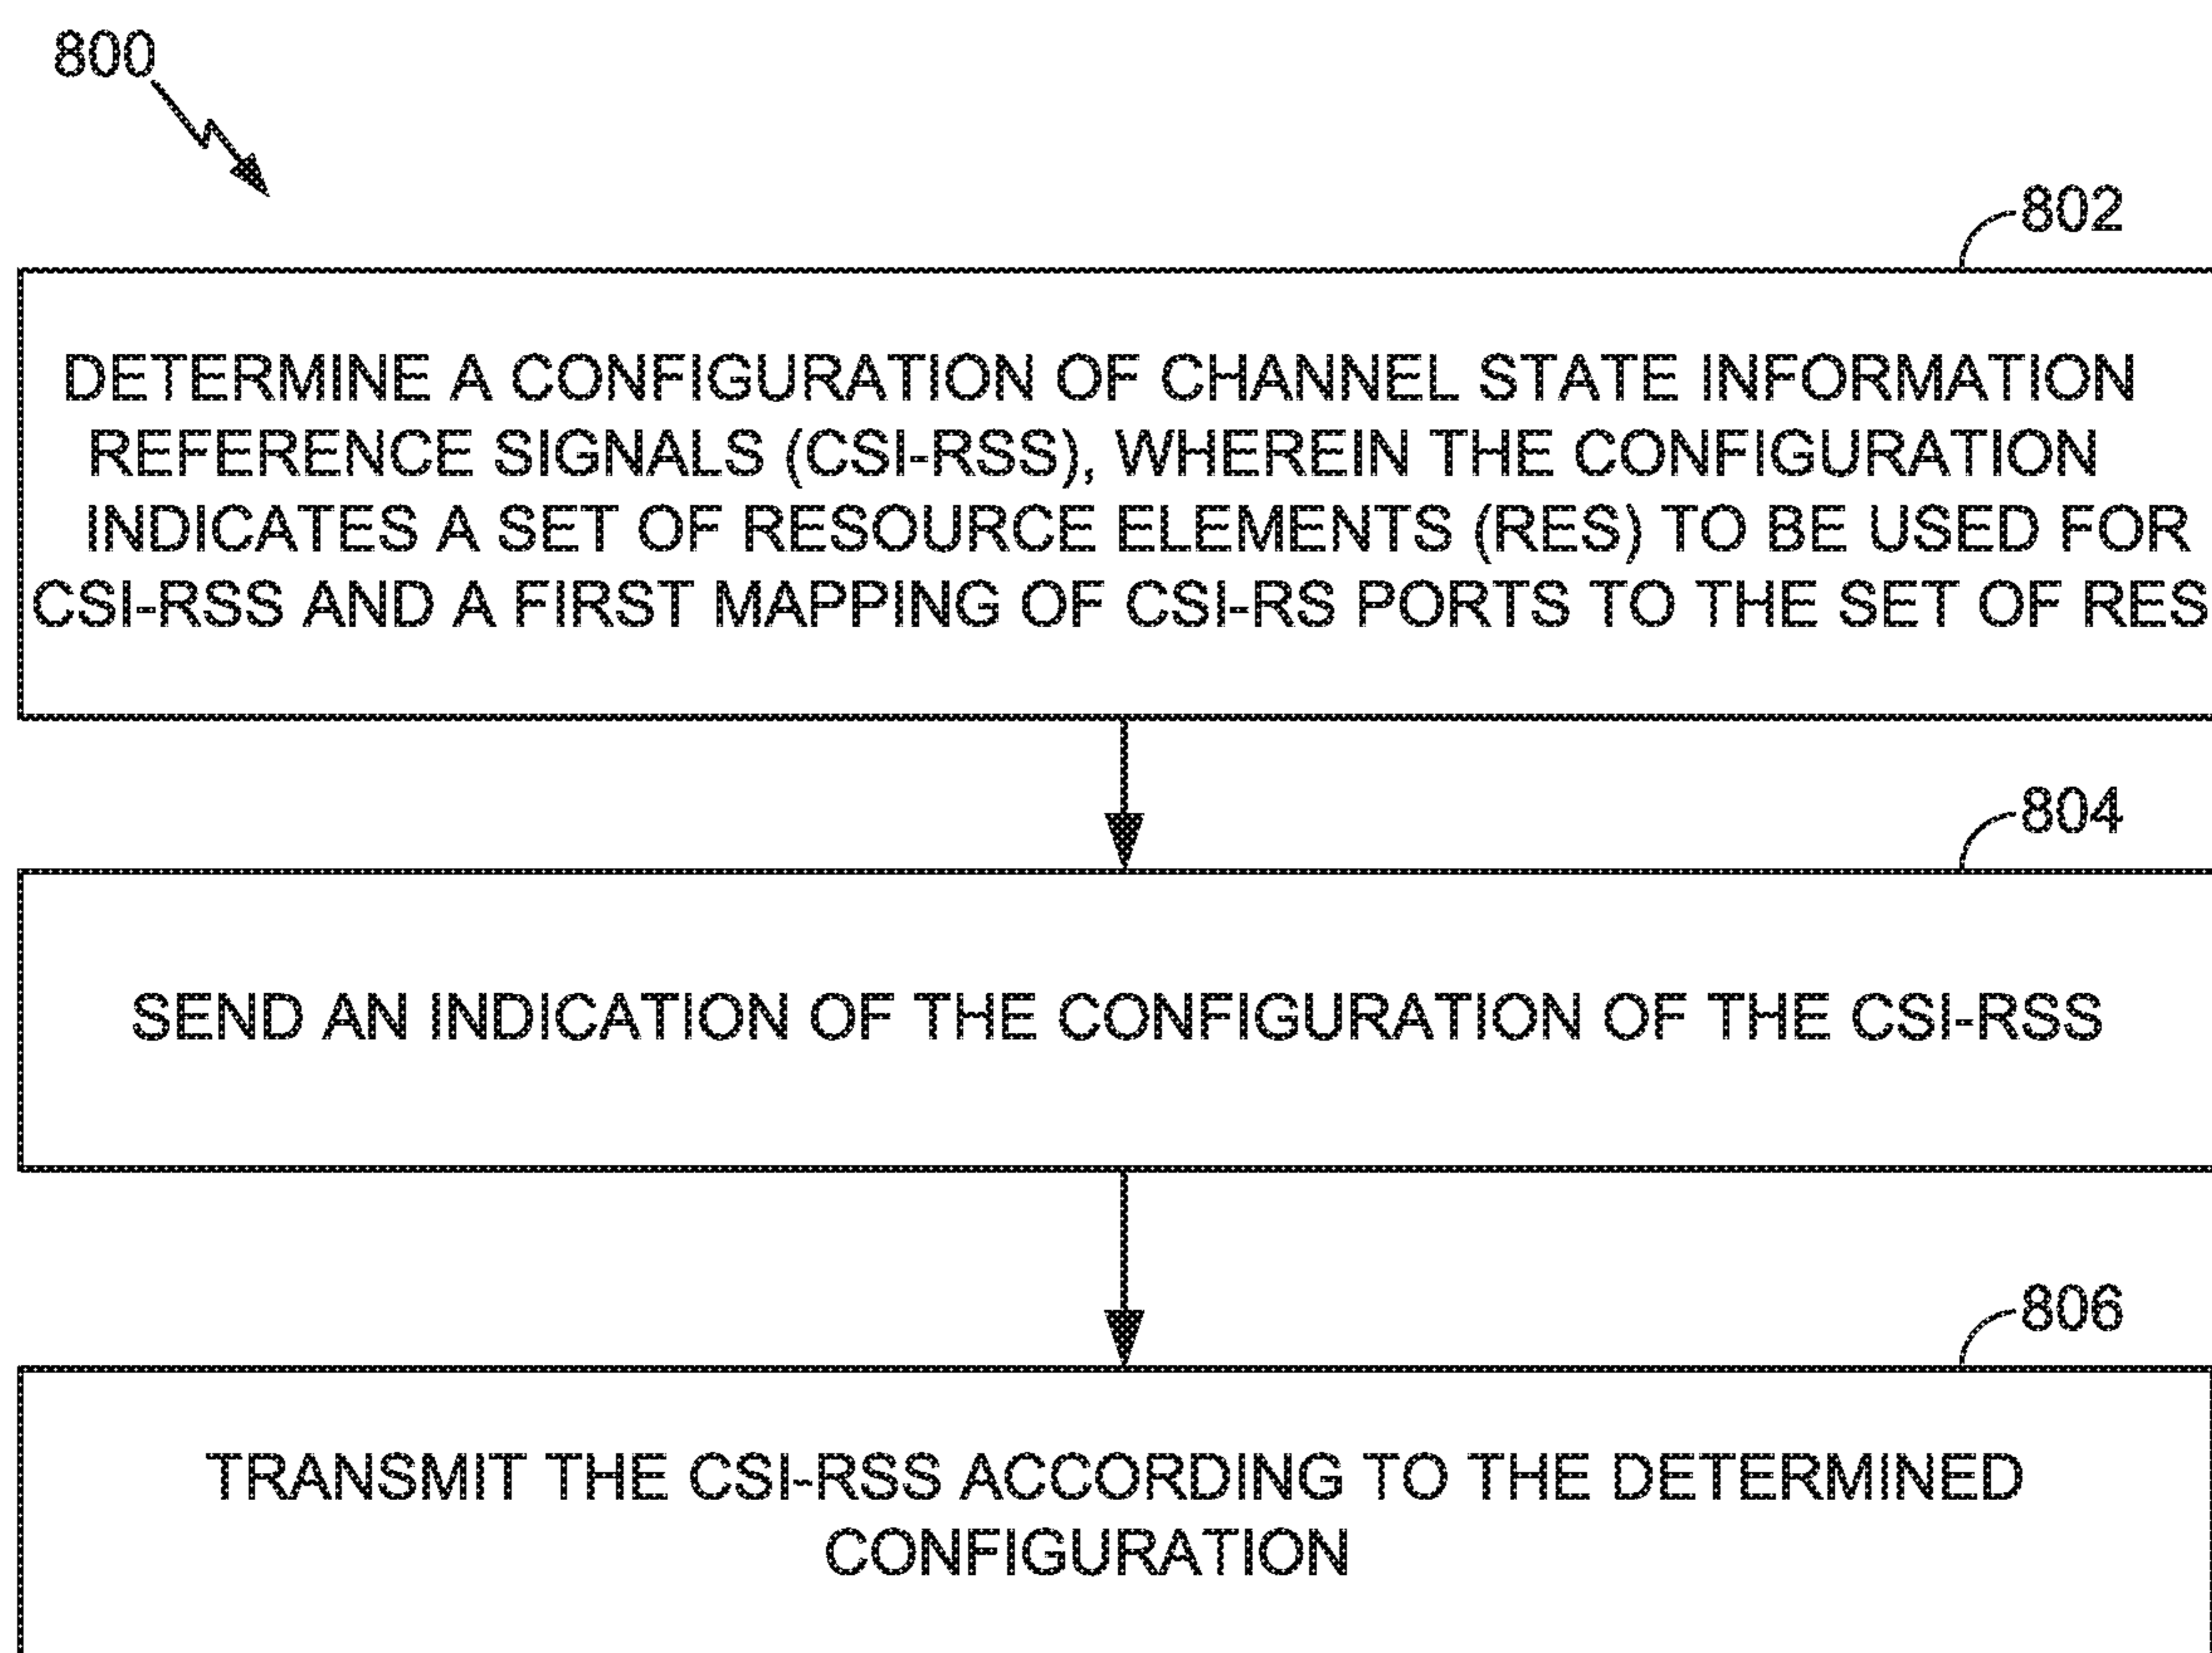 800
802
DETERMINE A CONFIGURATION OF CHANNEL STATE INFORMATION
REFERENCE SIGNALS (CSI-RSS), WHEREIN THE CONFIGURATION
INDICATES A SET OF RESOURCE ELEMENTS (RES) TO BE USED FOR
CSI-RSS AND A FIRST MAPPING OF CSI-RS PORTS TO THE SET OF RES
804
SEND AN INDICATION OF THE CONFIGURATION OF THE CSI-RSS
806
TRANSMIT THE CSI-RSS ACCORDING TO THE DETERMINED
CONFIGURATION